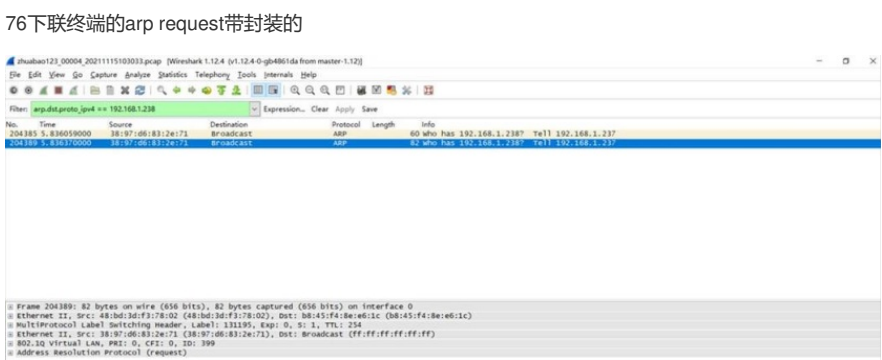 76下联终端的arp request带封装的
zhuabao123_00004_20211115103033.pcap [Wireshark 1.12.4 (v1.12.4-0-gb4861da from master-1.12)]
File Edit View Go Capture Analyze Statistics Telephony Tools Internals Help
Filter: arp.dst.proto_ipv4 == 192.168.1.238 Expression... Clear Apply Save
No. Time Source Destination Protocol Length Info
204385 5.836059000 38:97:d6:83:2e:71 Broadcast ARP 60 who has 192.168.1.238? Tell 192.168.1.237
204389 5.836370000 38:97:d6:83:2e:71 Broadcast ARP 82 who has 192.168.1.238? Tell 192.168.1.237
Frame 204389: 82 bytes on wire (656 bits), 82 bytes captured (656 bits) on interface 0
Ethernet II, Src: 48:bd:3d:f3:78:02 (48:bd:3d:f3:78:02), Dst: b8:45:f4:8e:e6:1c (b8:45:f4:8e:e6:1c)
MultiProtocol Label Switching Header, Label: 131195, Exp: 0, S: 1, TTL: 254
Ethernet II, Src: 38:97:d6:83:2e:71 (38:97:d6:83:2e:71), Dst: Broadcast (ff:ff:ff:ff:ff:ff)
802.1Q Virtual LAN, PRI: 0, CFI: 0, ID: 399
Address Resolution Protocol (request)